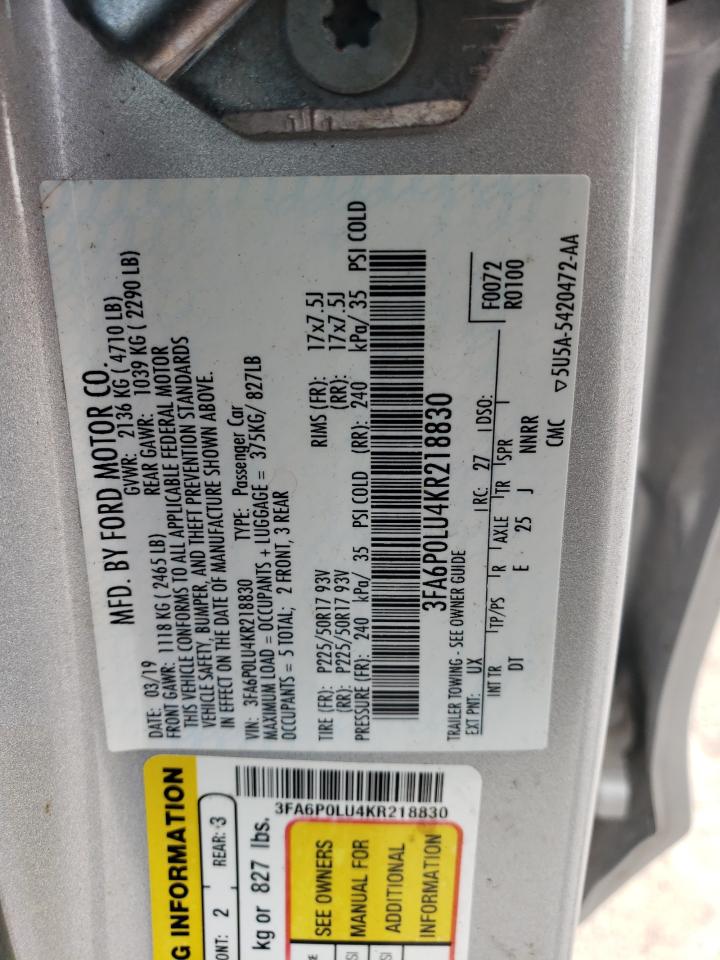 MFD. BY FORD MOTOR CO.
DATE: 03/19 GVWR: 2136 KG ( 4710 LB)
FRONT GAWR: 1118 KG (2465 LB) REAR GAWR: 1039 KG ( 2290 LB)
THIS VEHICLE CONFORMS TO ALL APPLICABLE FEDERAL MOTOR
VEHICLE SAFETY, BUMPER, AND THEFT PREVENTION STANDARDS
IN EFFECT ON THE DATE OF MANUFACTURE SHOWN ABOVE.
VIN: 3FA6P0LU4KR218830 TYPE: Passenger Car
MAXIMUM LOAD = OCCUPANTS + LUGGAGE = 375KG/ 827LB
OCCUPANTS = 5 TOTAL; 2 FRONT, 3 REAR
TIRE (FR): P225/50R17 93V RIMS (FR): 17x7.5J
(RR): P225/50R17 93V (RR): 17x7.5J
PRESSURE (FR): 240 kPa/ 35 PSI COLD (RR): 240 kPa/ 35 PSI COLD
3FA6P0LU4KR218830
TRAILER TOWING - SEE OWNER GUIDE
EXT PNT: UX RC: 27 DSO: F0072
R0100
INT TR TP/PS R AXLE TR SPR
DT E 25 J NNRR
CMC ▽5U5A-5420472-AA
G INFORMATION
ONT: 2 REAR: 3
kg or 827 lbs.
3FA6P0LU4KR218830
SEE OWNERS
MANUAL FOR
ADDITIONAL
INFORMATION